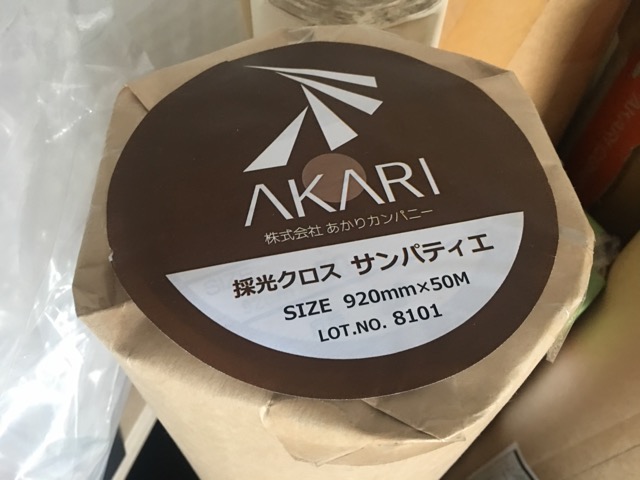 AKARI
株式会社 あかりカンパニー
採光クロス サンパティエ
SIZE 920mm×50M
LOT.NO. 8101